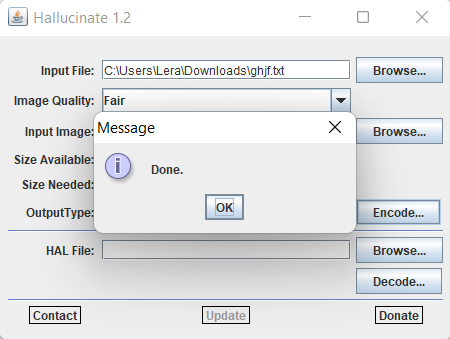 Hallucinate 1.2
Input File: C:\Users\Lera\Downloads\ghjf.txt Browse...
Image Quality: Fair
Message
Input Image: Browse...
Size Available: Done.
Size Needed:
OK
OutputType: Encode...
HAL File: Browse...
Decode...
Contact Update Donate